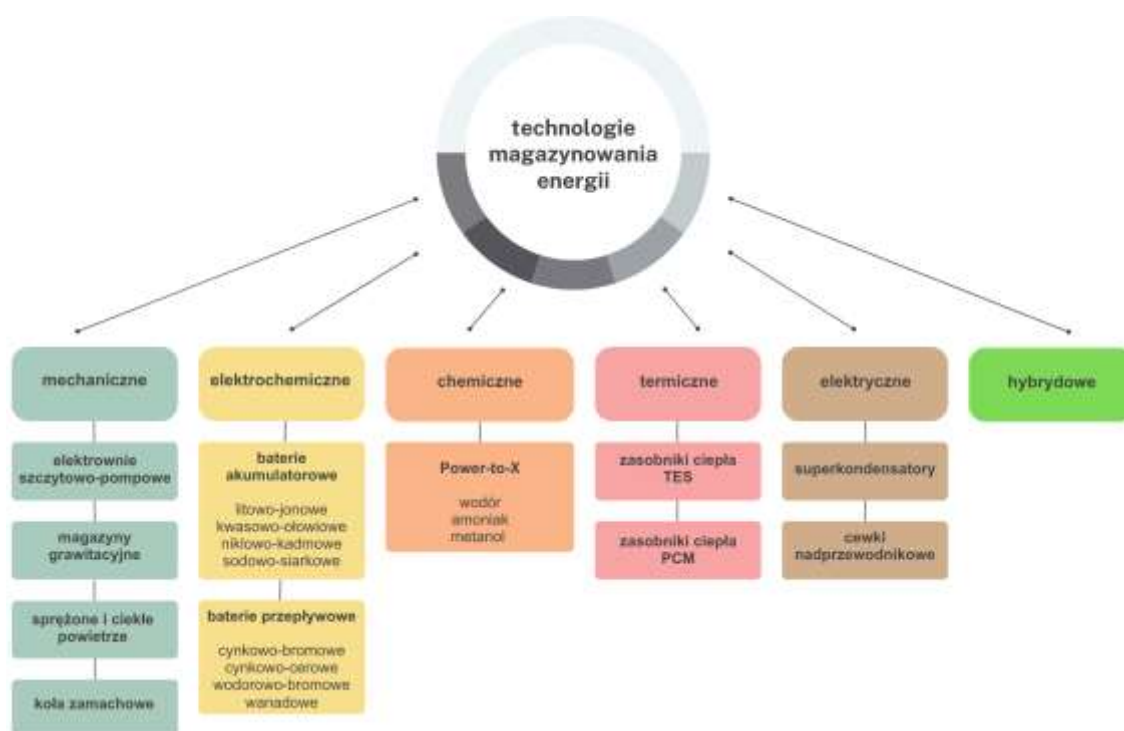 technologie
magazynowania
energii
mechaniczne
elektrownie
szczytowo-pompowe
magazyny
grawitacyjne
sprężone i ciekłe
powietrze
koła zamachowe
elektrochemiczne
baterie
akumulatorowe
litowo-jonowe
kwasowo-ołowiowe
niklowo-kadmowe
sodowo-siarkowe
baterie przepływowe
cynkowo-bromowe
cynkowo-cerowe
wodorowo-bromowe
wanadowe
chemiczne
Power-to-X
wodór
amoniak
metanol
termiczne
zasobniki ciepła
TES
zasobniki ciepła
PCM
elektryczne
superkondensatory
cewki
nadprzewodnikowe
hybrydowe